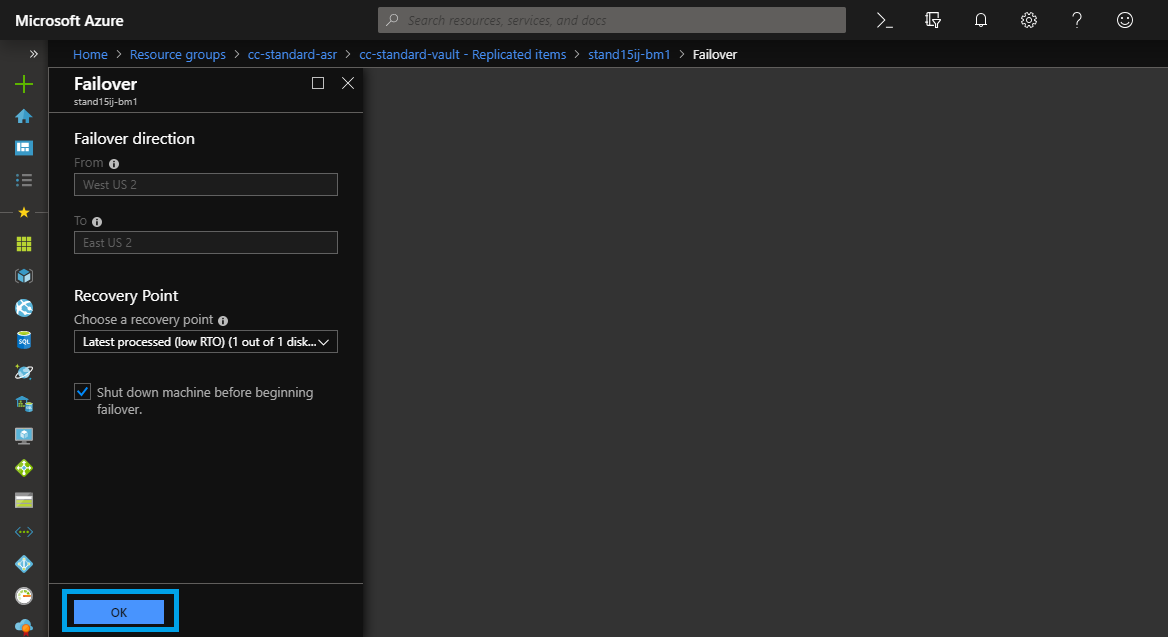 Microsoft Azure
Search resources, services, and docs
Home > Resource groups > cc-standard-asr > cc-standard-vault - Replicated items > stand15ij-bm1 > Failover
Failover
stand15ij-bm1
Failover direction
From
West US 2
To
East US 2
Recovery Point
Choose a recovery point
Latest processed (low RTO) (1 out of 1 disk...
Shut down machine before beginning
failover.
SQL
OK